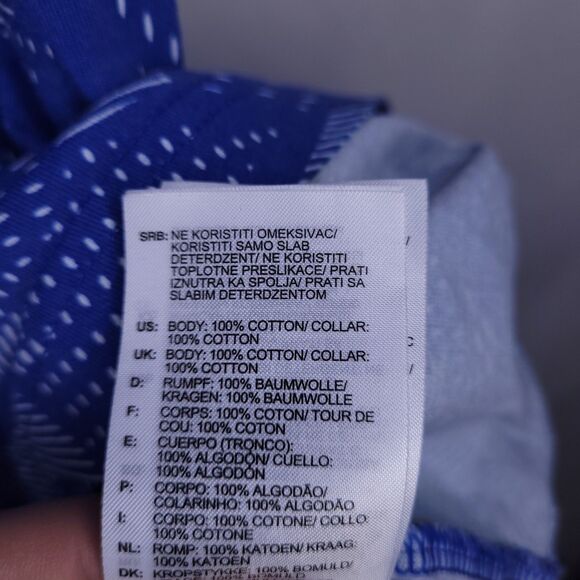 SRB: NE KORISTITI OMEKSIVAC/
KORISTITI SAMO SLAB
DETERDZENT/ NE KORISTITI
TOPLOTNE PRESLIKACE/ PRATI
IZNUTRA KA SPOLJA/ PRATI SA
SLABIM DETERDZENTOM
US: BODY: 100% COTTON/ COLLAR:
100% COTTON
UK: BODY: 100% COTTON/ COLLAR:
100% COTTON
D: RUMPF: 100% BAUMWOLLE/
KRAGEN: 100% BAUMWOLLE
F: CORPS: 100% COTON/ TOUR DE
COU: 100% COTON
E: CUERPO (TRONCO):
100% ALGODÓN/ CUELLO:
100% ALGODÓN
P: CORPO: 100% ALGODÃO/
COLARINHO: 100% ALGODÃO
I: CORPO: 100% COTONE/ COLLO:
100% COTONE
NL: ROMP: 100% KATOEN/ KRAAG:
100% KATOEN
DK: KROPSTYKKE: 100% BOMULD/